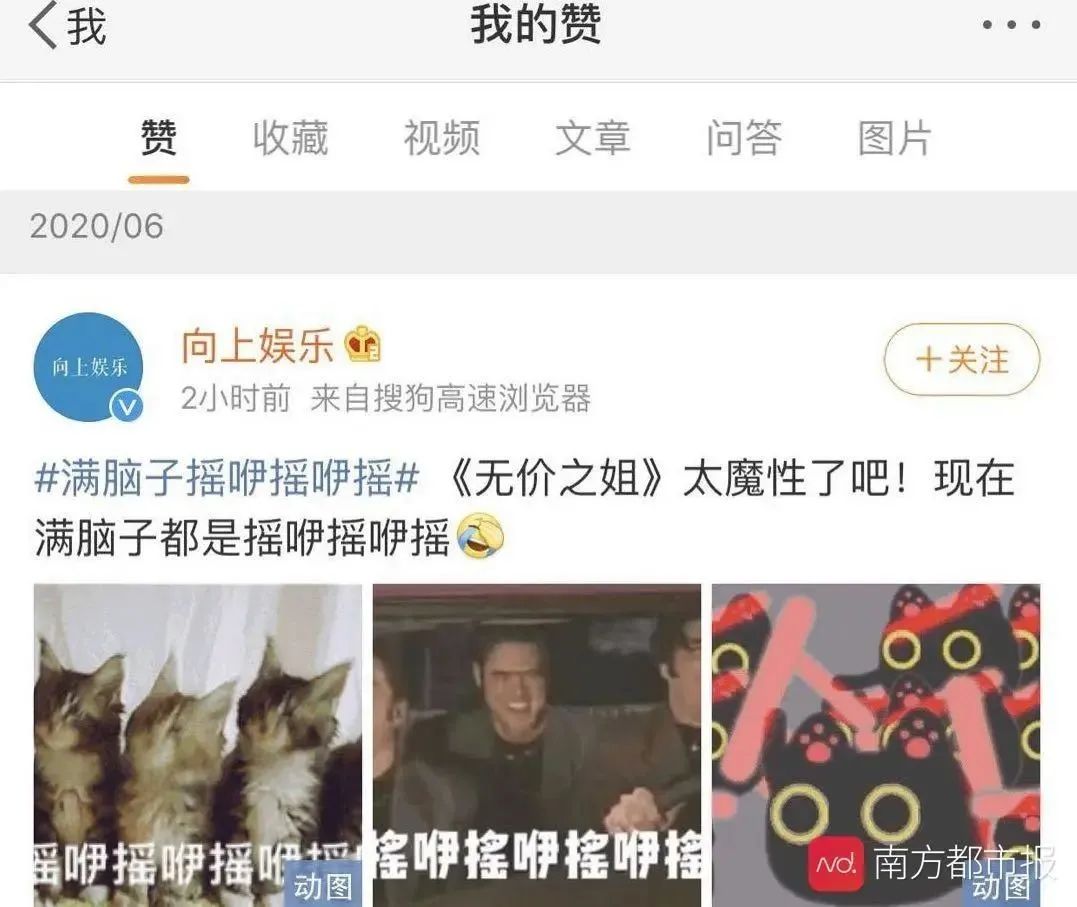 我
我的赞
赞 收藏 视频 文章 问答 图片
2020/06
向上娱乐
向上娱乐
+关注
2小时前 来自搜狗高速浏览器
#满脑子摇咿摇咿摇#《无价之姐》太魔性了吧！现在
满脑子都是摇咿摇咿摇
摇咿摇咿摇咿摇
动图
摇咿摇咿摇咿摇
nd.
南方都市报
动图